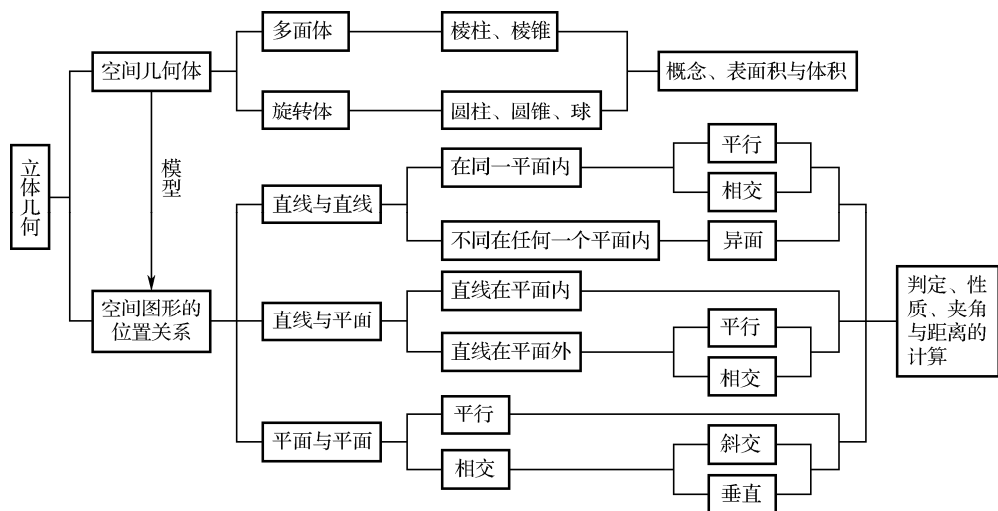 立体几何
空间几何体
模型
空间图形的
位置关系
多面体
棱柱、棱锥
旋转体
圆柱、圆锥、球
概念、表面积与体积
直线与直线
在同一平面内
平行
相交
不同在任何一个平面内
异面
直线与平面
直线在平面内
直线在平面外
平行
相交
平面与平面
平行
相交
斜交
垂直
判定、性
质、夹角
与距离的
计算